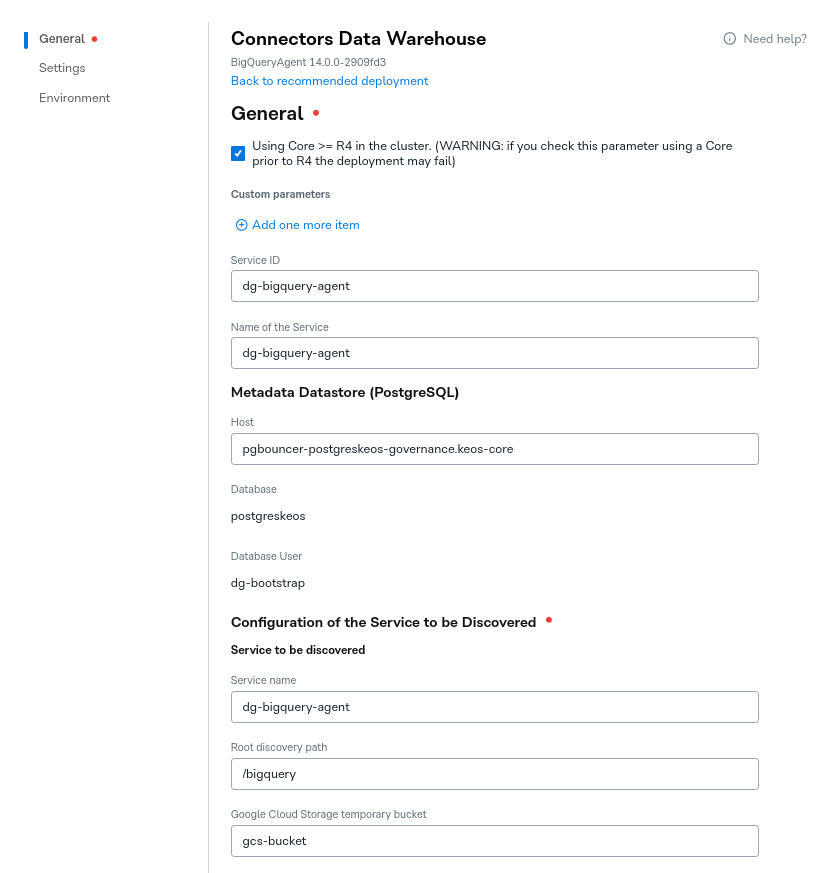 General
Settings
Environment
Connectors Data Warehouse
Need help?
BigQueryAgent 14.0.0-2909fd3
Back to recommended deployment
General
Using Core >= R4 in the cluster. (WARNING: if you check this parameter using a Core
prior to R4 the deployment may fail)
Custom parameters
Add one more item
Service ID
dg-bigquery-agent
Name of the Service
dg-bigquery-agent
Metadata Datastore (PostgreSQL)
Host
pgbouncer-postgreskeos-governance.keos-core
Database
postgreskeos
Database User
dg-bootstrap
Configuration of the Service to be Discovered
Service to be discovered
Service name
dg-bigquery-agent
Root discovery path
/bigquery
Google Cloud Storage temporary bucket
gcs-bucket